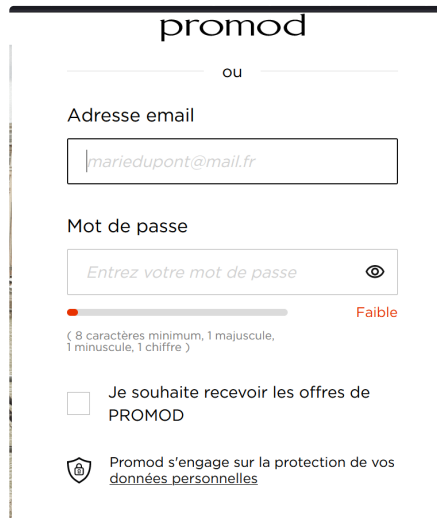 promod
ou
Adresse email
mariedupont@mail.fr
Mot de passe
Entrez votre mot de passe
Faible
( 8 caractères minimum, 1 majuscule,
1 minuscule, 1 chiffre )
Je souhaite recevoir les offres de
PROMOD
Promod s'engage sur la protection de vos
données personnelles